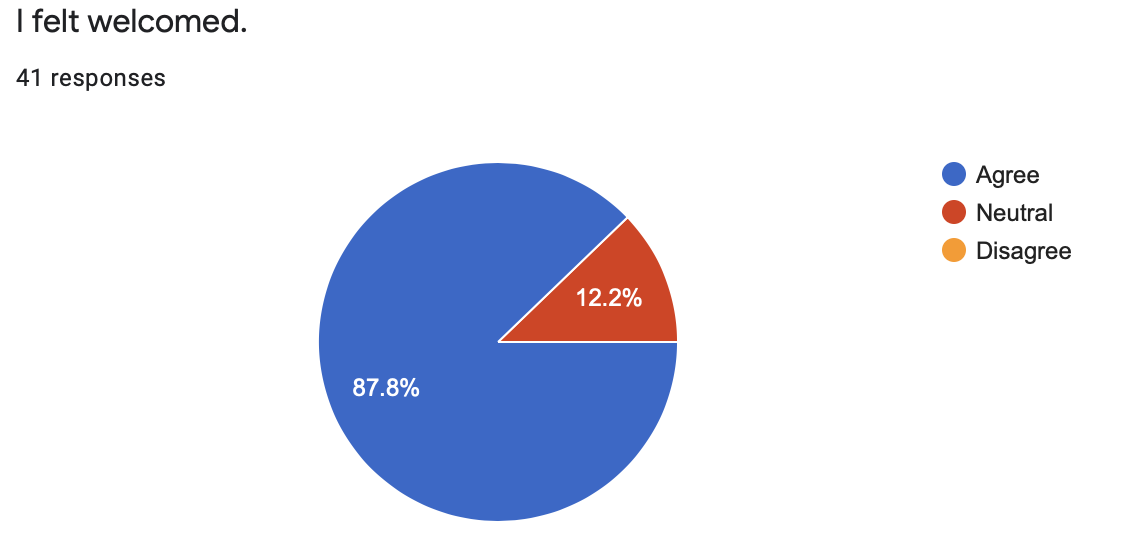 I felt welcomed.
41 responses
Agree
Neutral
Disagree
12.2%
87.8%